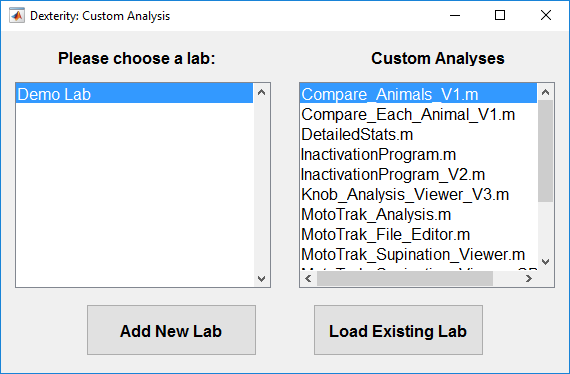 Dexterity: Custom Analysis
Please choose a lab:
Custom Analyses
Demo Lab
Compare_Animals_V1.m
Compare_Each_Animal_V1.m
DetailedStats.m
InactivationProgram.m
InactivationProgram_V2.m
Knob_Analysis_Viewer_V3.m
MotoTrak_Analysis.m
MotoTrak_File_Editor.m
MotoTrak_Supination_Viewer.m
Add New Lab
Load Existing Lab